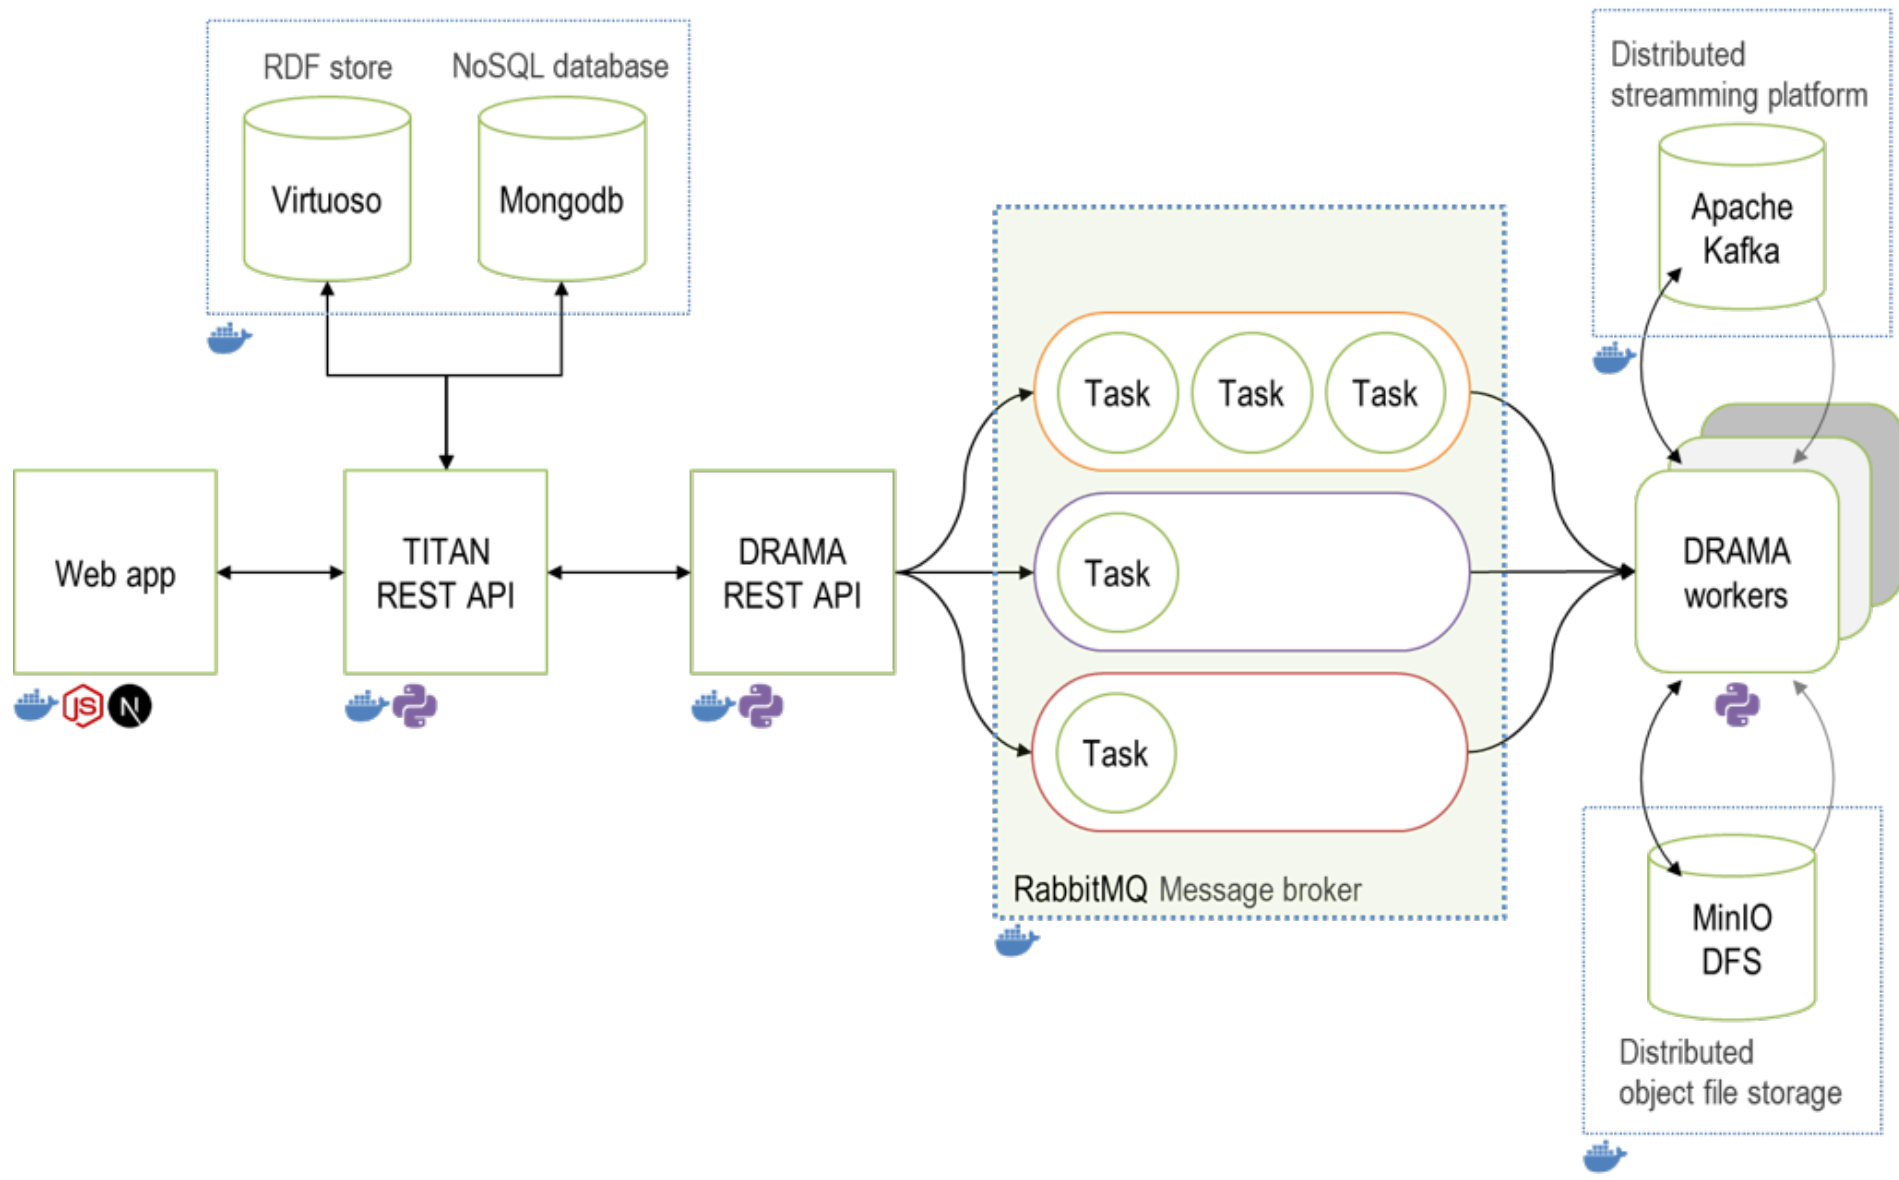 RDF store
NoSQL database
Virtuoso
Mongodb
Distributed
streamming platform
Apache
Kafka
Web app
JS
N
TITAN
REST API
DRAMA
REST API
Task
Task
Task
Task
Task
RabbitMQ Message broker
DRAMA
workers
MinIO
DFS
Distributed
object file storage